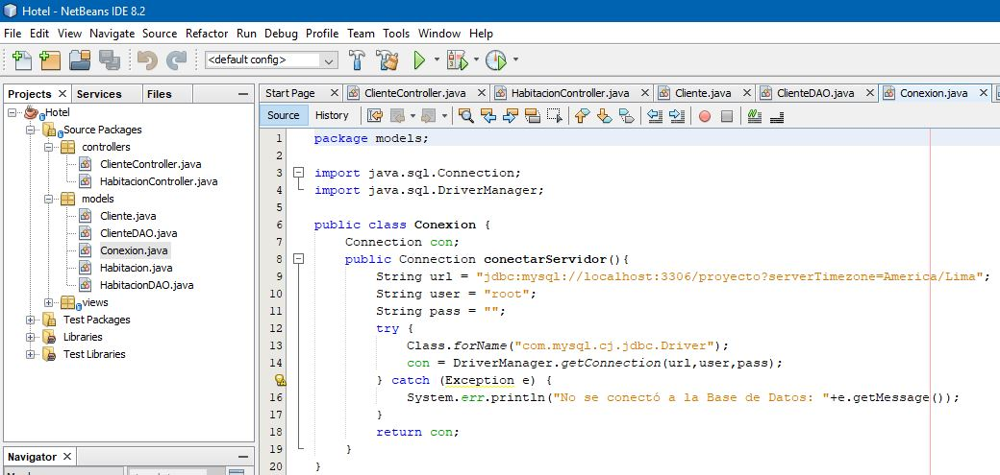 Hotel - NetBeans IDE 8.2
File Edit View Navigate Source Refactor Run Debug Profile Team Tools Window Help
<default config>
Projects Services Files
Hotel
Source Packages
controllers
ClienteController.java
HabitacionController.java
models
Cliente.java
ClienteDAO.java
Conexion.java
Habitacion.java
HabitacionDAO.java
views
Test Packages
Libraries
Test Libraries
Navigator
Start Page ClienteController.java HabitacionController.java Cliente.java ClienteDAO.java Conexion.java
Source History
1 package models;
2
3 import java.sql.Connection;
4 import java.sql.DriverManager;
5
6 public class Conexion {
7 Connection con;
8 public Connection conectarServidor(){
9 String url = "jdbc:mysql://localhost:3306/proyecto?serverTimezone=America/Lima";
10 String user = "root";
11 String pass = "";
12 try {
13 Class.forName("com.mysql.cj.jdbc.Driver");
14 con = DriverManager.getConnection(url,user,pass);
} catch (Exception e) {
16 System.err.println("No se conectó a la Base de Datos: "+e.getMessage());
17 }
18 return con;
19 }
20 }